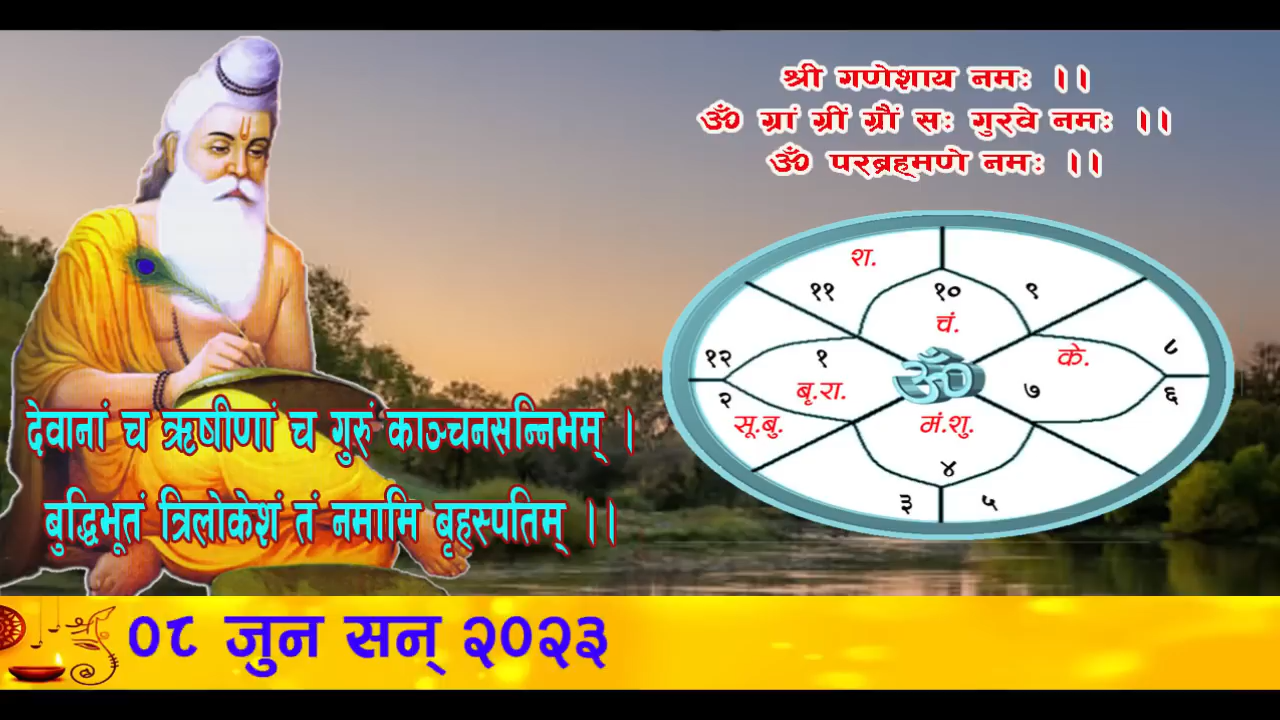 श्री गणेशाय नमः ।।
ॐ ग्रां ग्रीं ग्रौं सः गुरवे नमः ।।
ॐ परब्रह्मणे नमः ।।
श.
११
१०
९
चं.
१२
१
के.
८
२
बृ.रा.
ॐ
७
६
सू.बु.
मं.शु.
४
३
५
देवानां च ऋषीणां च गुरुं काञ्चनसन्निभम् ।
बुद्धिभूतं त्रिलोकेशं तं नमामि बृहस्पतिम् ।।
श्री
०८ जुन सन् २०२३